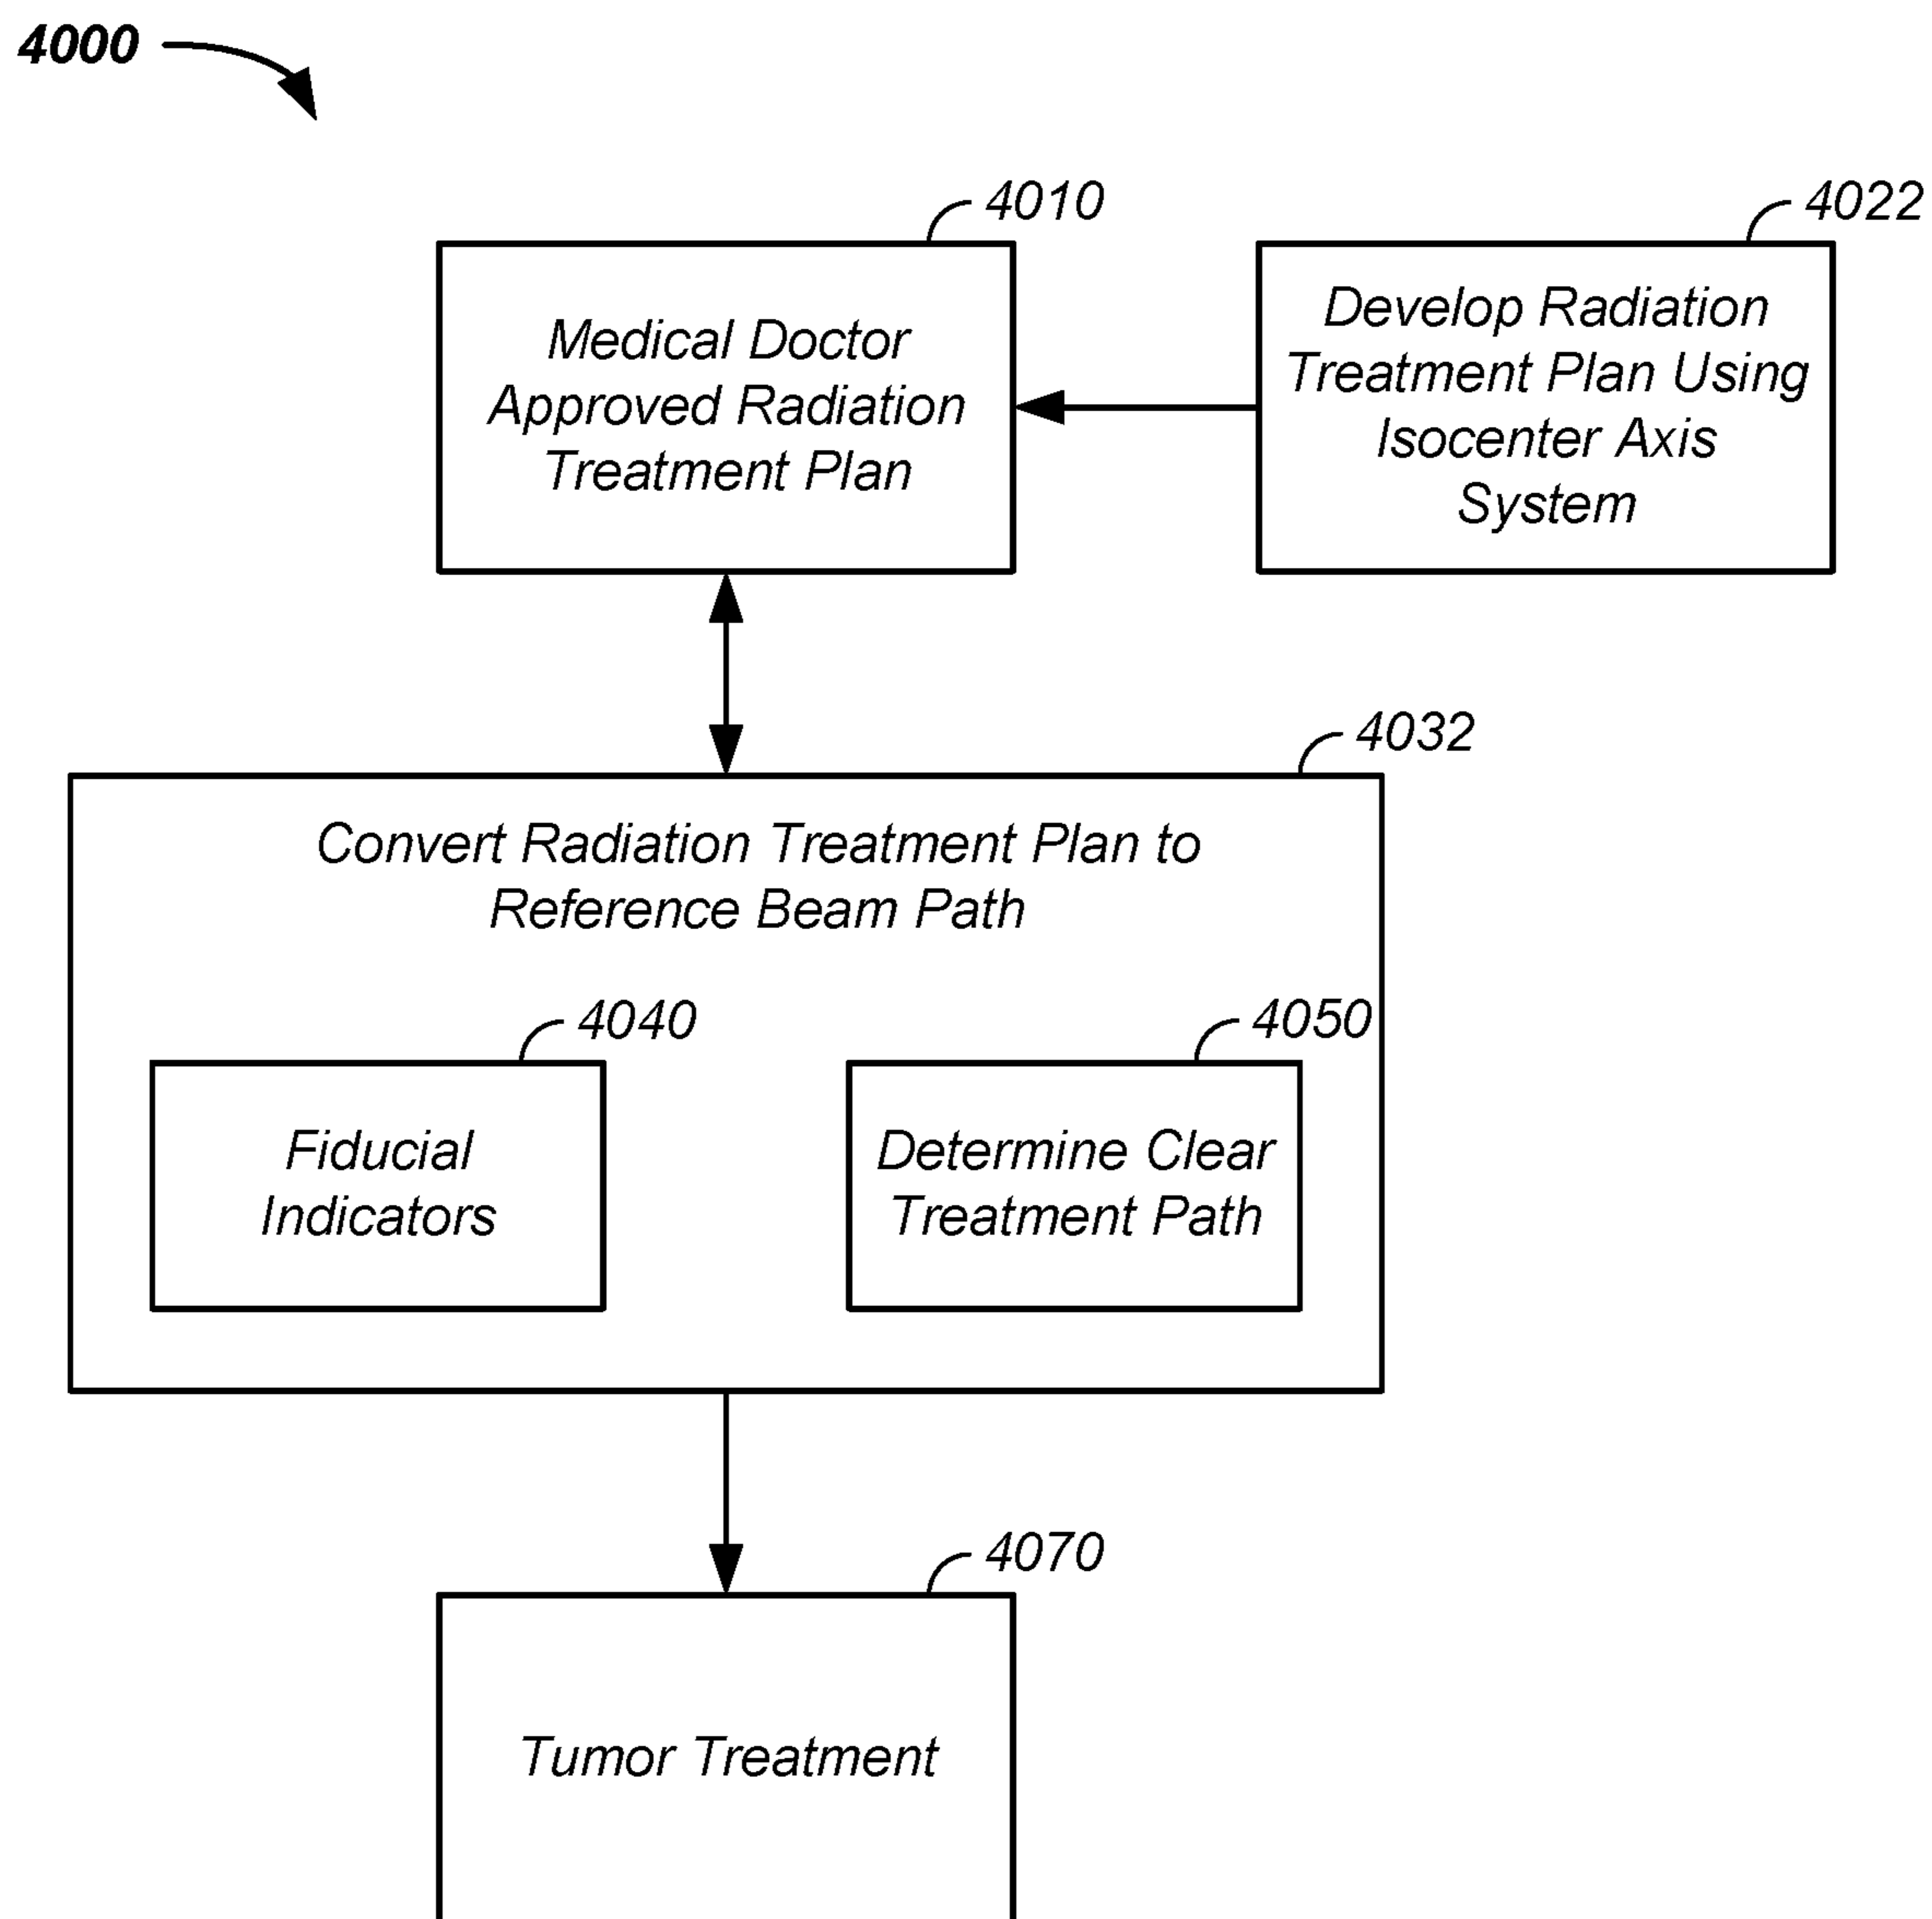 4000
4010
Medical Doctor
Approved Radiation
Treatment Plan
4022
Develop Radiation
Treatment Plan Using
Isocenter Axis
System
4032
Convert Radiation Treatment Plan to
Reference Beam Path
4040
Fiducial
Indicators
4050
Determine Clear
Treatment Path
4070
Tumor Treatment